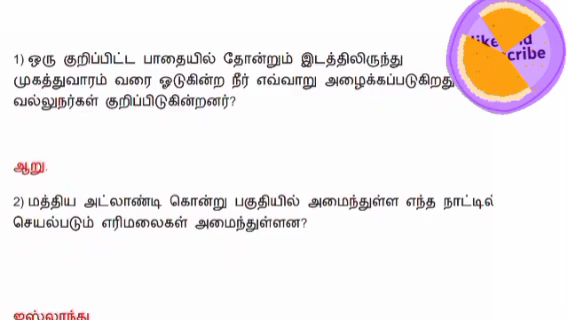 1) ஒரு குறிப்பிட்ட பாதையில் தோன்றும் இடத்திலிருந்து
முகத்துவாரம் வரை ஓடுகின்ற நீர் எவ்வாறு அழைக்கப்படுகிறது
வல்லுநர்கள் குறிப்பிடுகின்றனர்?
ஆறு.
2) மத்திய அட்லாண்டி கொன்று பகுதியில் அமைந்துள்ள எந்த நாட்டில்
செயல்படும் எரிமலைகள் அமைந்துள்ளன?
ஐஸ்லாந்து